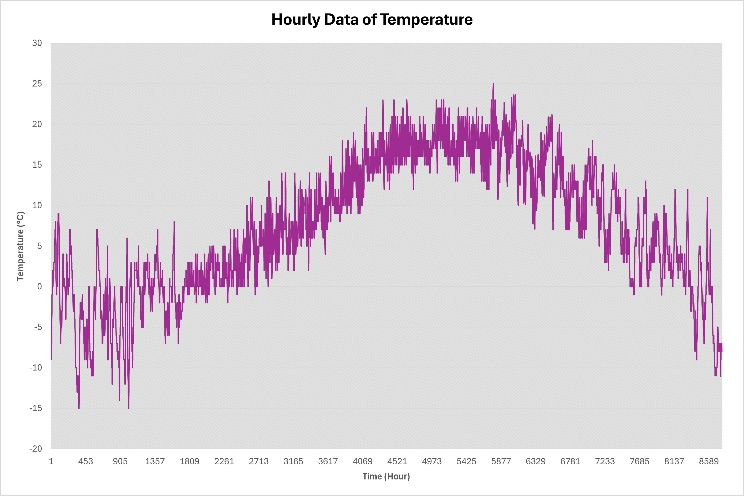 Hourly Data of Temperature
30
25
20
15
10
5
0
-5
-10
-15
-20
Temperature (°C)
1 453 905 1357 1809 2261 2713 3165 3617 4069 4521 4973 5425 5877 6329 6781 7233 7685 8137 8589
Time (Hour)